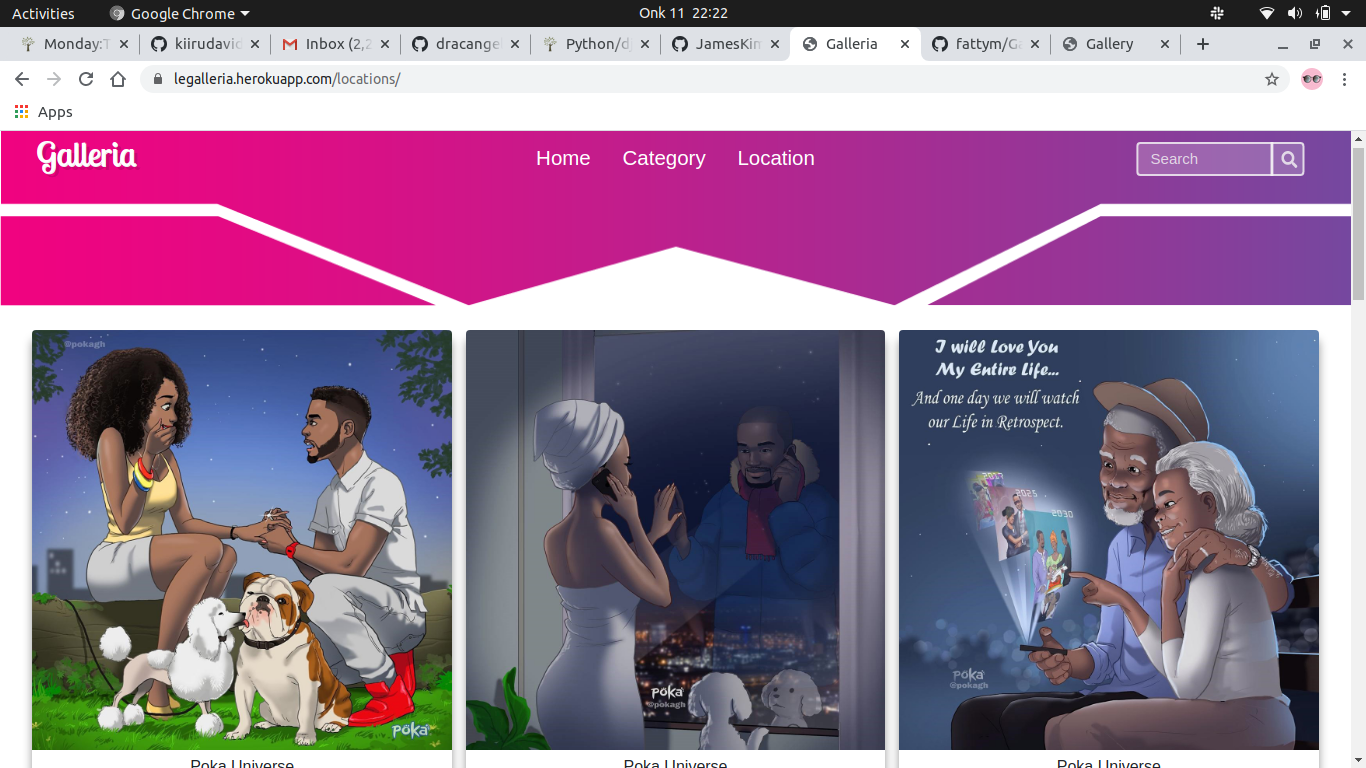 Activities
Google Chrome
Onk 11 22:22
Monday:T
kiirudavid
Inbox (2,2
dracangel
Python/dj
JamesKim
Galleria
fattym/Ga
Gallery
legalleria.herokuapp.com/locations/
Apps
Galleria
Home
Category
Location
Search
@pokagh
POKA
POKA
@pokagh
I will Love You
My Entire Life...
And one day we will watch
our Life in Retrospect.
2017
2025
2030
POKA
@pokagh
Poka Universe
Poka Universe
Poka Universe